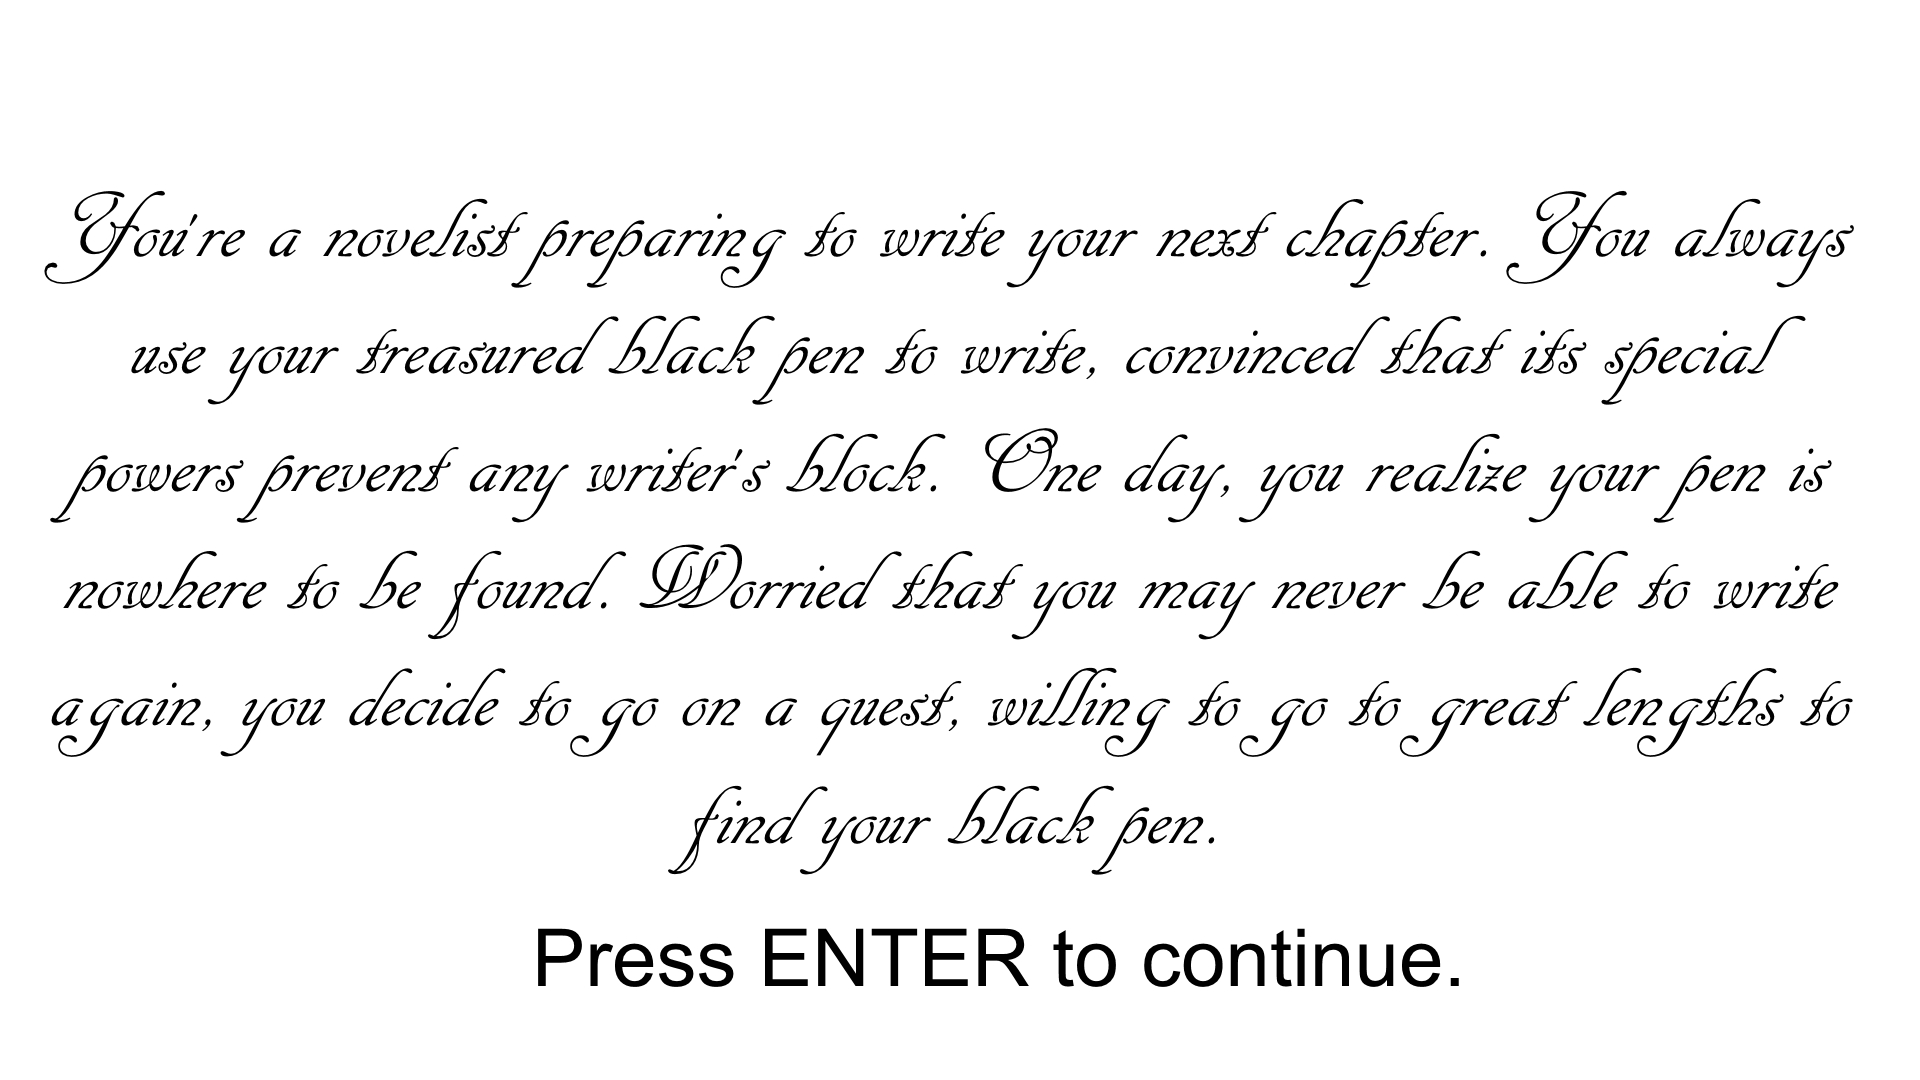 You're a novelist preparing to write your next chapter. You always
use your treasured black pen to write, convinced that its special
powers prevent any writer's block. One day, you realize your pen is
nowhere to be found. Worried that you may never be able to write
again, you decide to go on a quest, willing to go to great lengths to
find your black pen.
Press ENTER to continue.